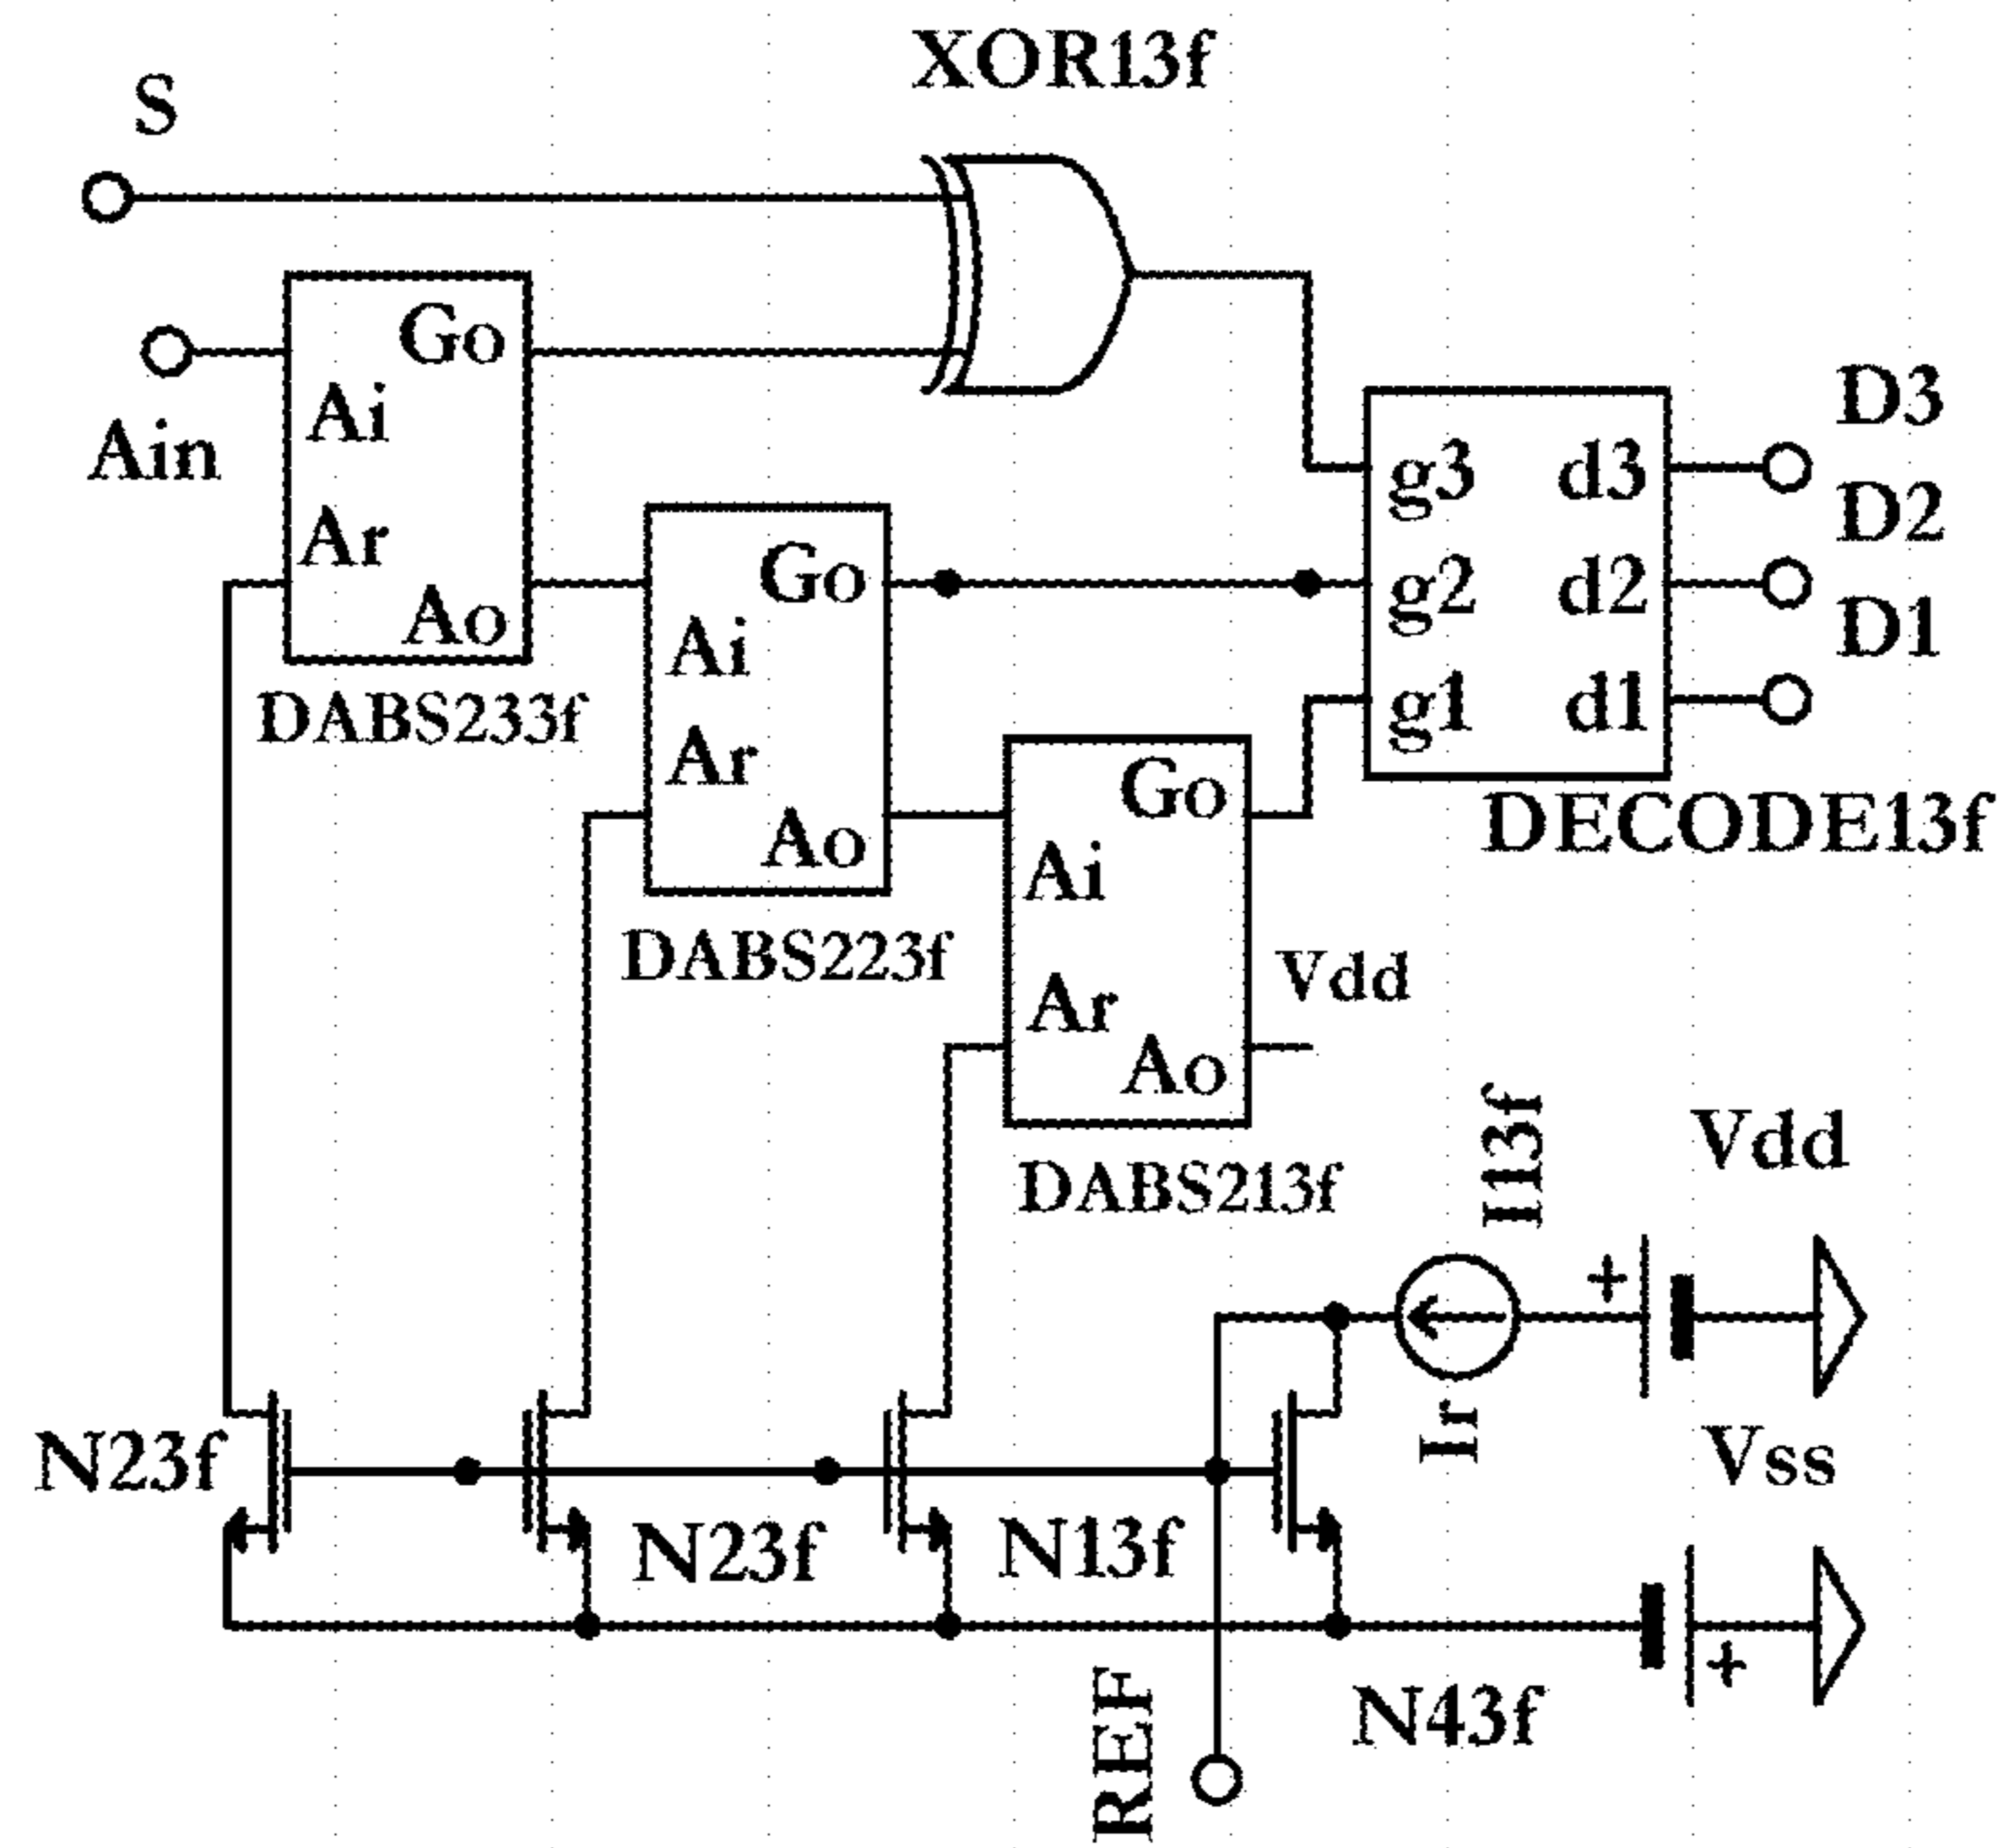 XOR13f
S
Go
Ai
Ain
Ar
Ao
DABS233f
D3
g3 d3
D2
Go
g2 d2
D1
Ai
g1 d1
Ar
Ao
DABS223f
DECODE13f
Go
Ai
Ar
Vdd
Ao
DABS213f
I13f
Vdd
+
Ir
Vss
N23f
N23f
N13f
+
REF
N43f